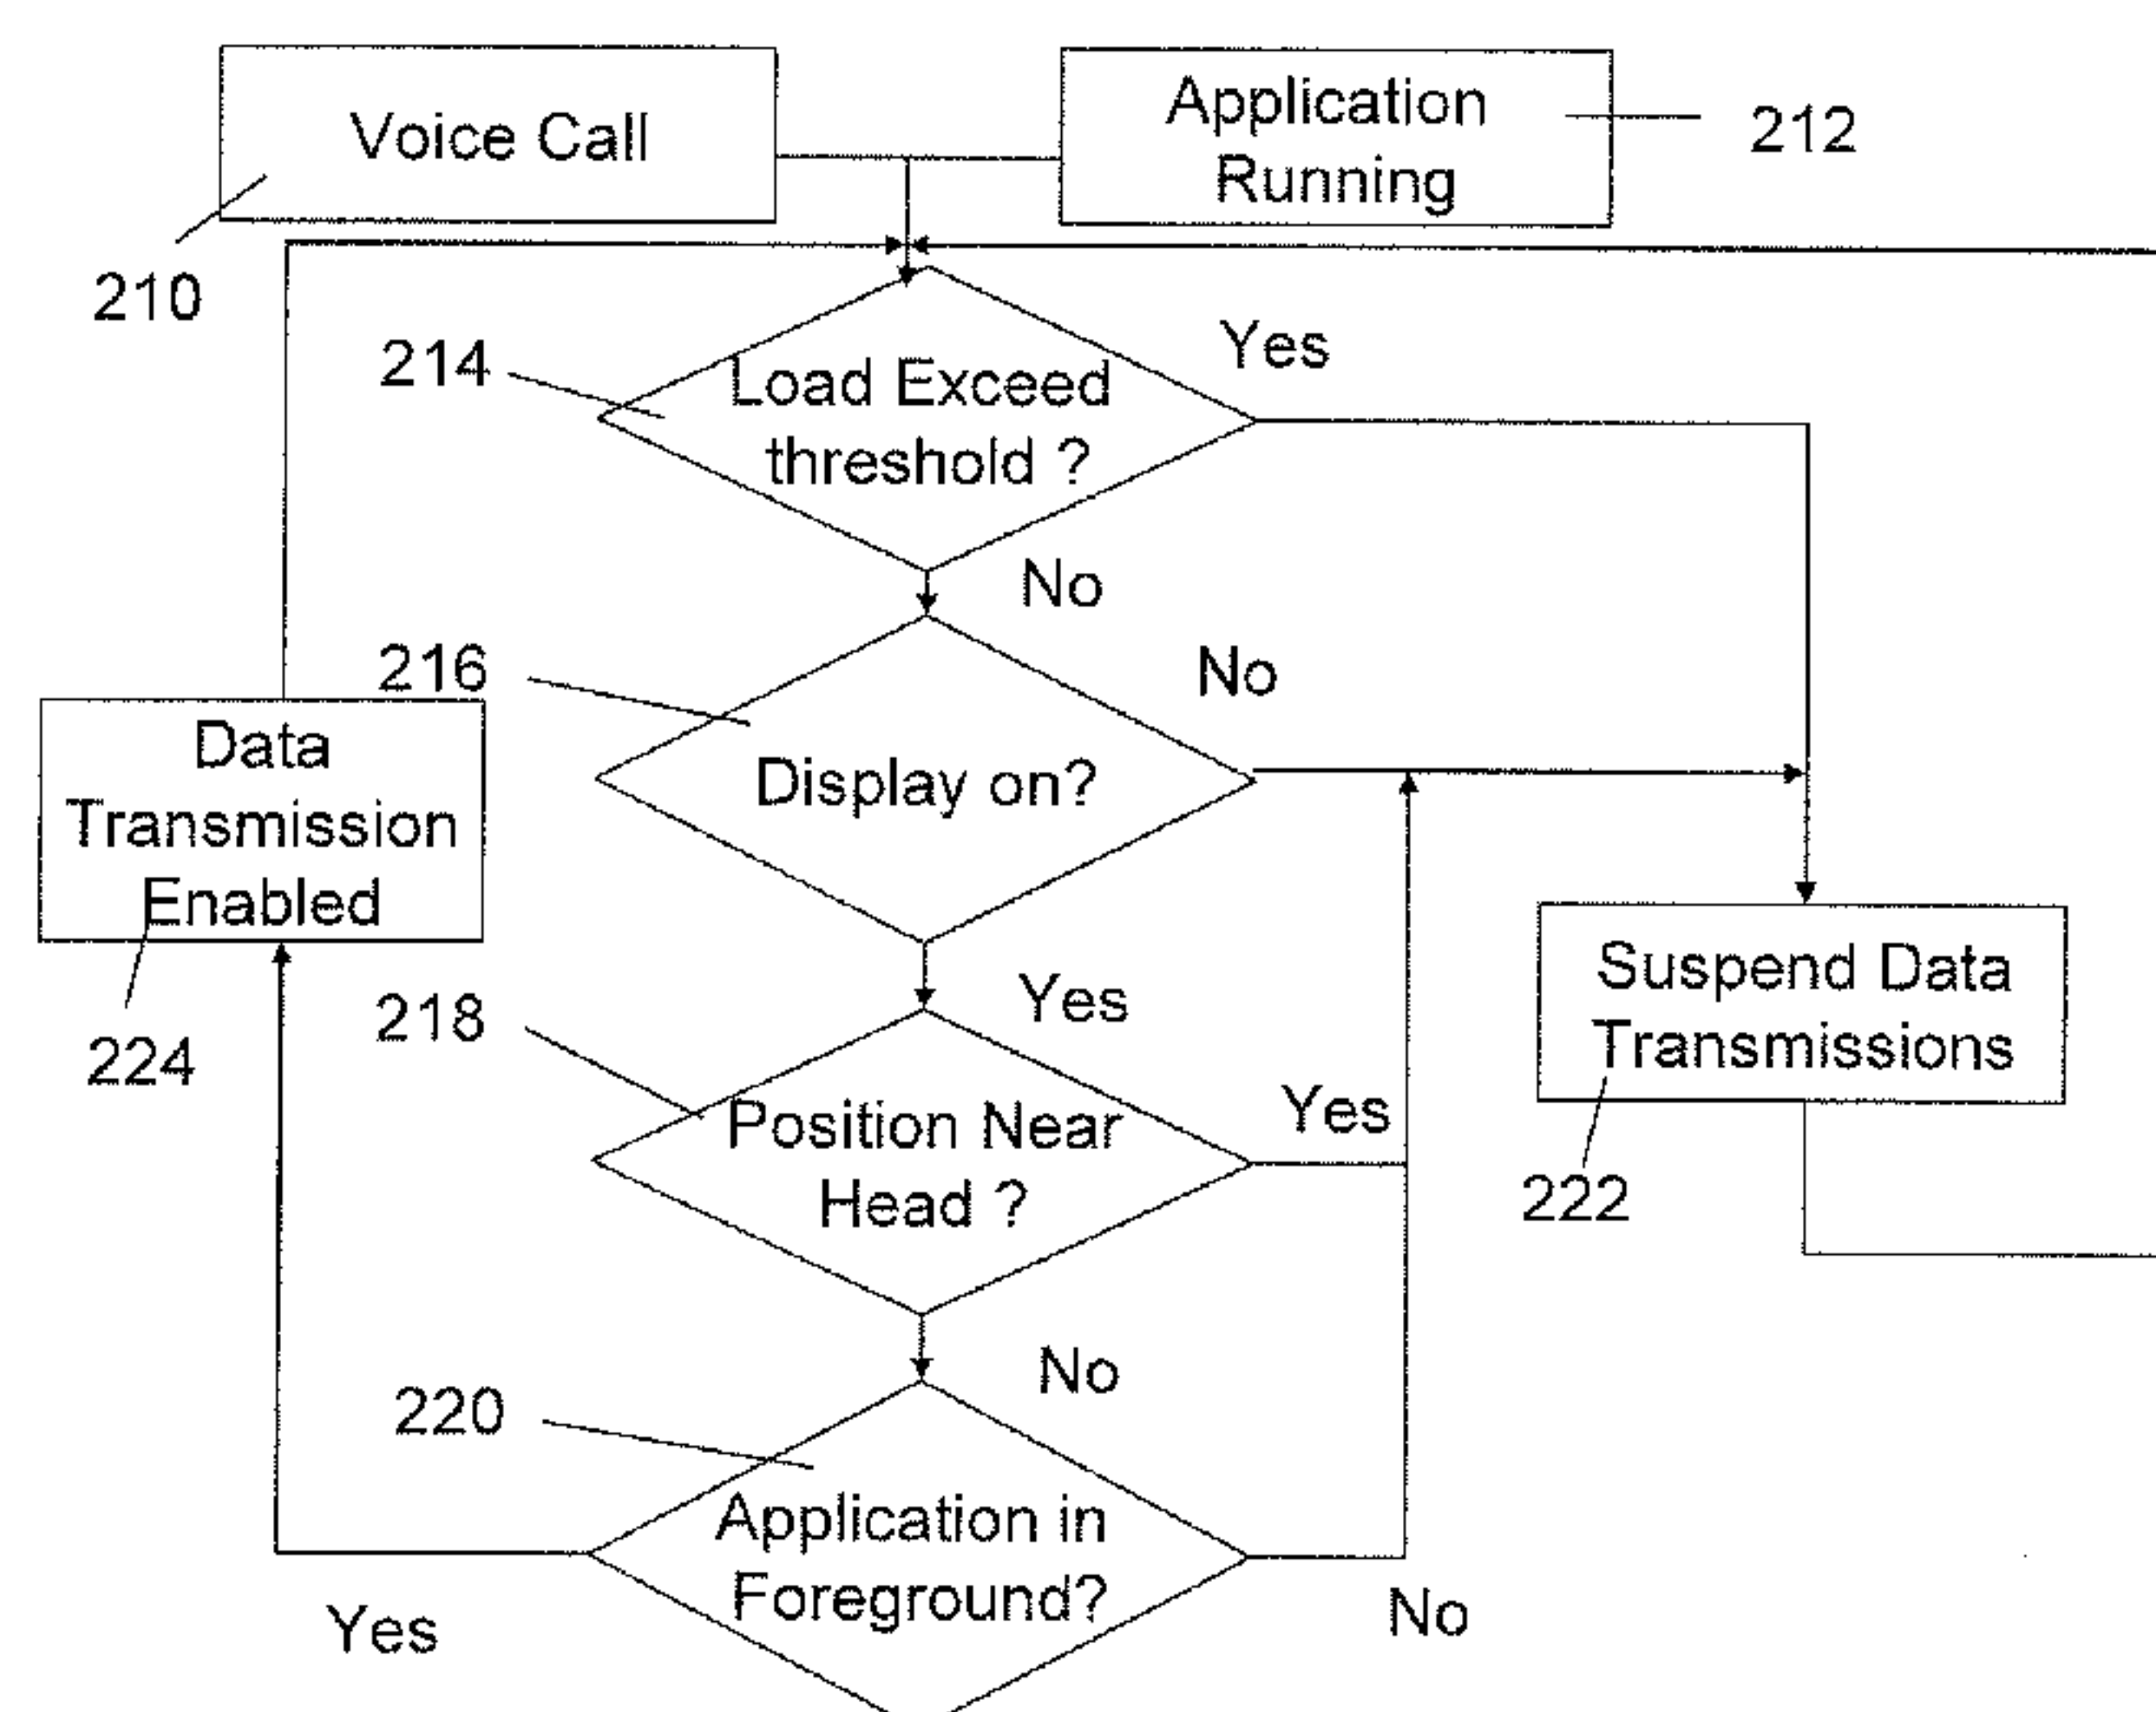 Voice Call
Application
Running
212
210
214
Load Exceed
threshold ?
Yes
No
216
Display on?
No
Data
Transmission
Enabled
224
Yes
218
Position Near
Head ?
Yes
Suspend Data
Transmissions
222
No
220
Application in
Foreground?
Yes
No